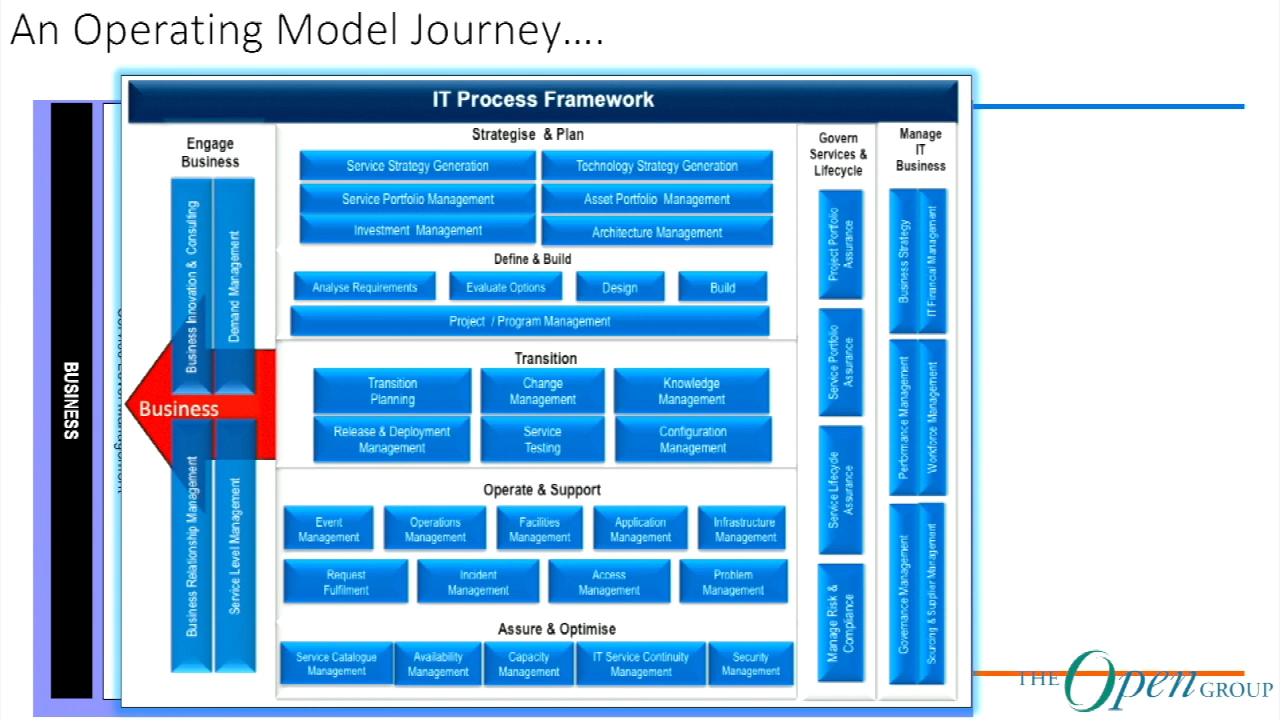 An Operating Model Journey....
IT Process Framework
Engage
Business
Business Innovation & Consulting
Demand Management
Business Relationship Management
Service Level Management
BUSINESS
Business
Strategise & Plan
Service Strategy Generation
Technology Strategy Generation
Service Portfolio Management
Asset Portfolio Management
Investment Management
Architecture Management
Define & Build
Analyse Requirements
Evaluate Options
Design
Build
Project / Program Management
Transition
Transition
Planning
Change
Management
Knowledge
Management
Release & Deployment
Management
Service
Testing
Configuration
Management
Operate & Support
Event
Management
Operations
Management
Facilities
Management
Application
Management
Infrastructure
Management
Request
Fulfilment
Incident
Management
Access
Management
Problem
Management
Assure & Optimise
Service Catalogue
Management
Availability
Management
Capacity
Management
IT Service Continuity
Management
Security
Management
Govern
Services &
Lifecycle
Project Portfolio
Assurance
Service Portfolio
Assurance
Service Lifecycle
Assurance
Manage Risk &
Compliance
Manage
IT
Business
Business Strategy
IT Financial Management
Performance Management
Workforce Management
Governance Management
Sourcing & Supplier Management
THE Open GROUP